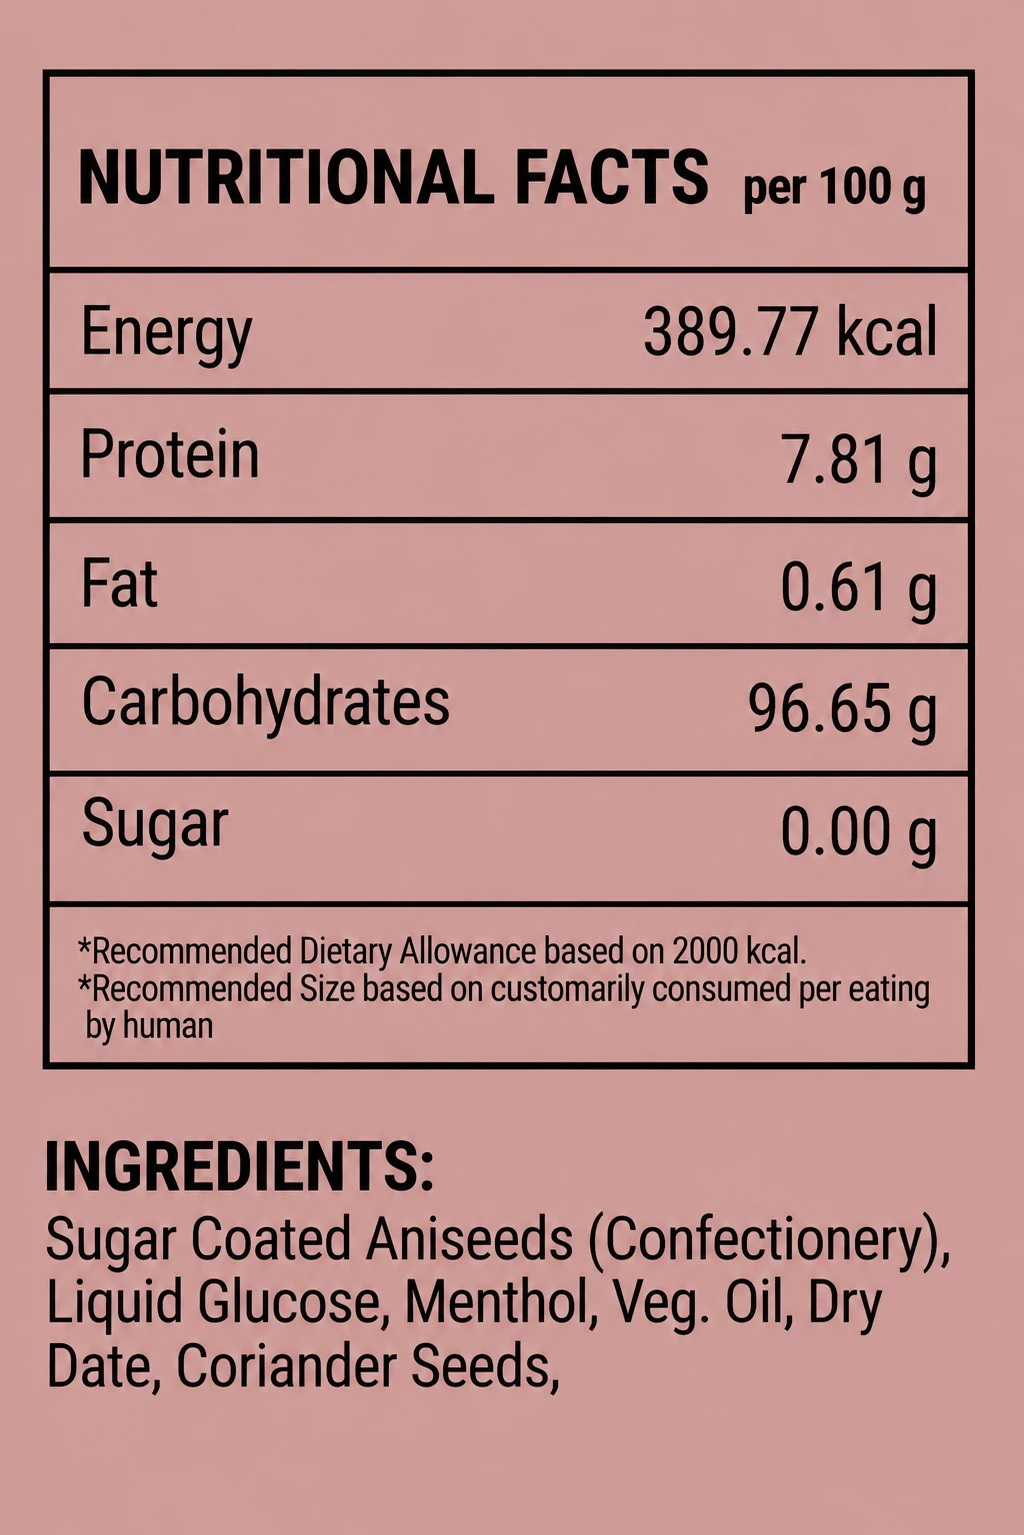 NUTRITIONAL FACTS per 100 g
Energy 389.77 kcal
Protein 7.81 g
Fat 0.61 g
Carbohydrates 96.65 g
Sugar 0.00 g
*Recommended Dietary Allowance based on 2000 kcal.
*Recommended Size based on customarily consumed per eating
by human
INGREDIENTS:
Sugar Coated Aniseeds (Confectionery),
Liquid Glucose, Menthol, Veg. Oil, Dry
Date, Coriander Seeds,